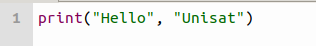 1 print("Hello", "Unisat")